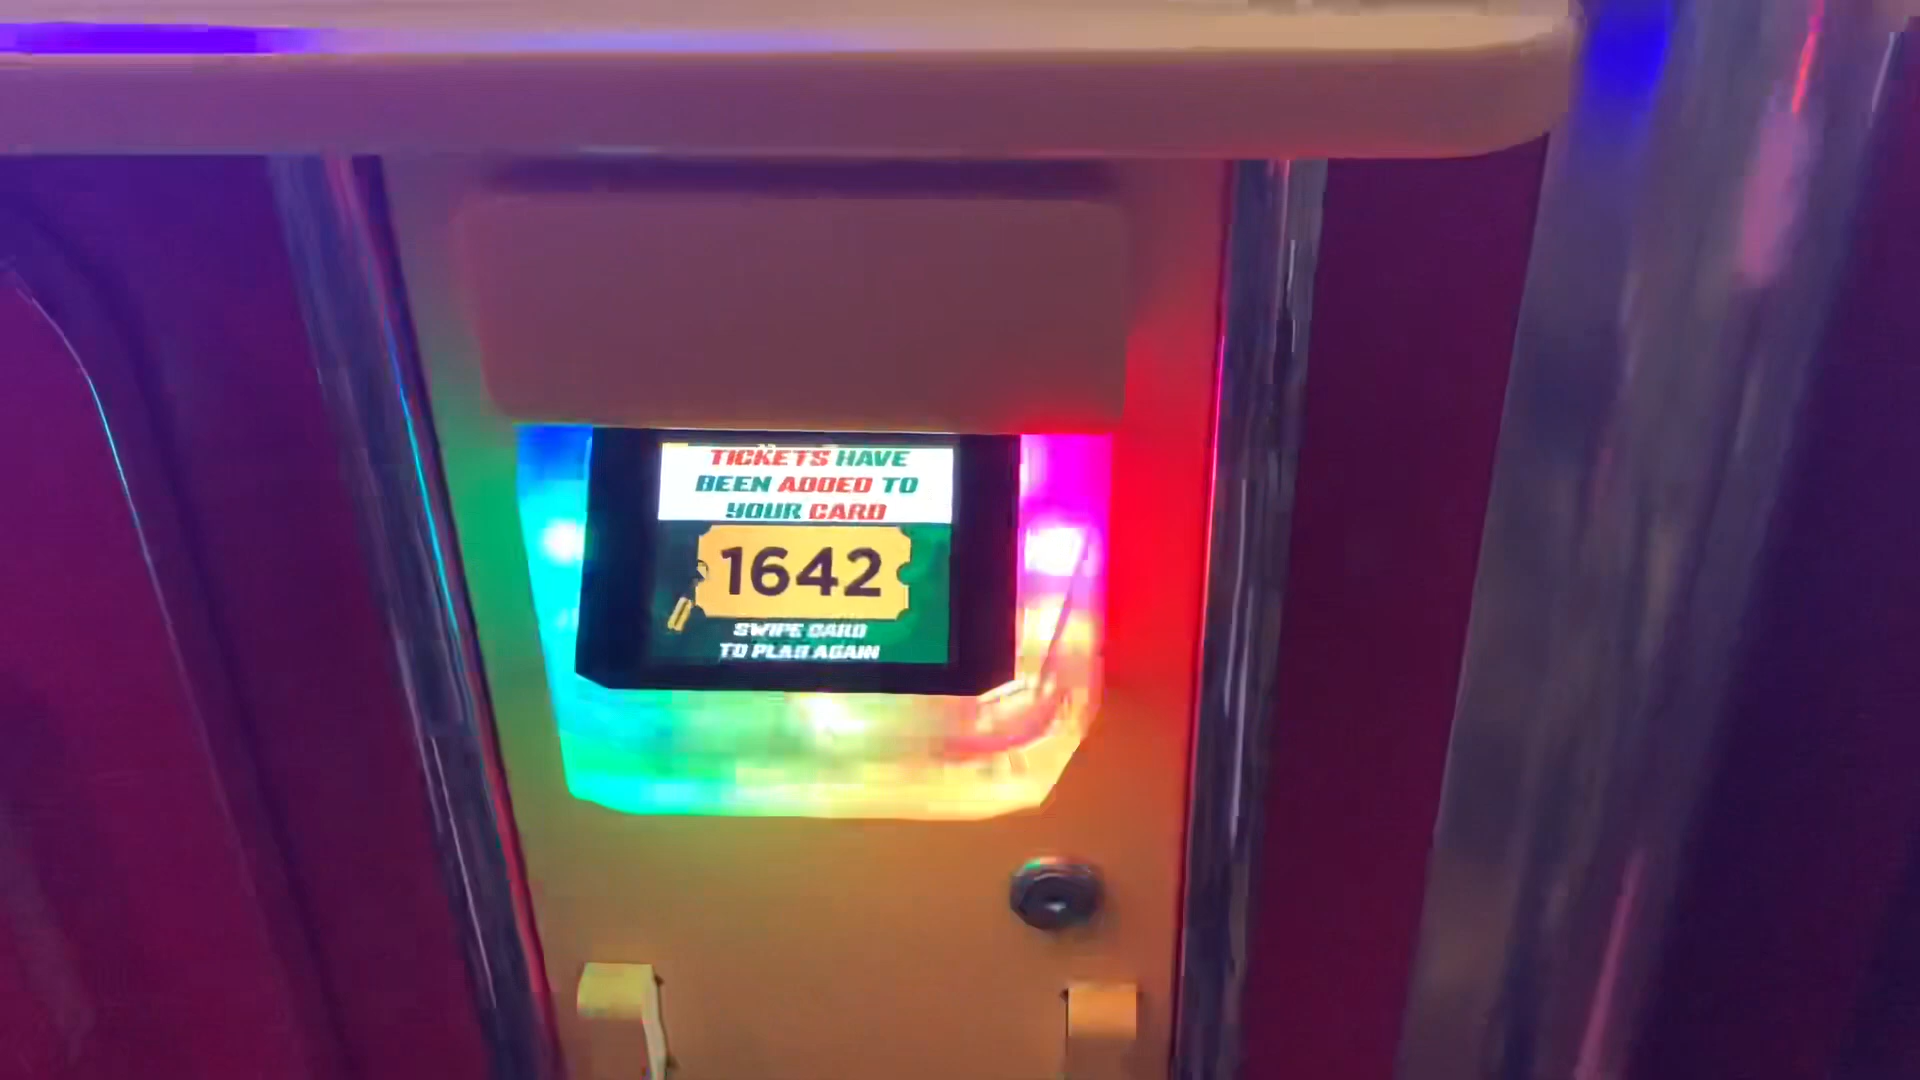 TICKETS HAVE
BEEN ADDED TO
YOUR CARD
1642
SWIPE CARD
TO PLAY AGAIN